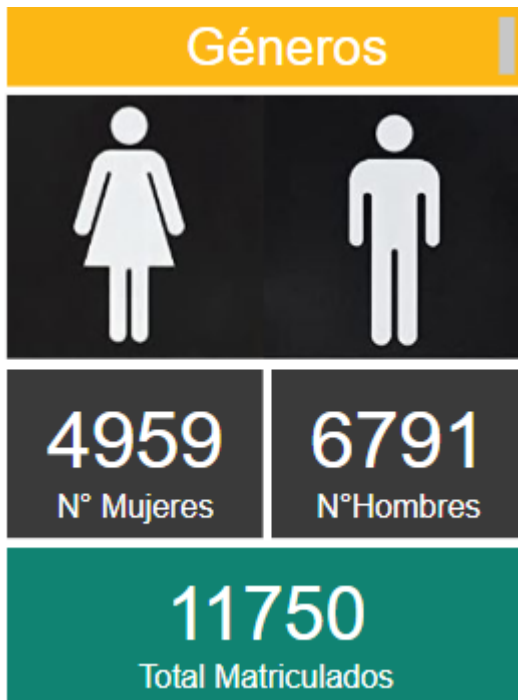 Géneros
4959
N° Mujeres
6791
N°Hombres
11750
Total Matriculados